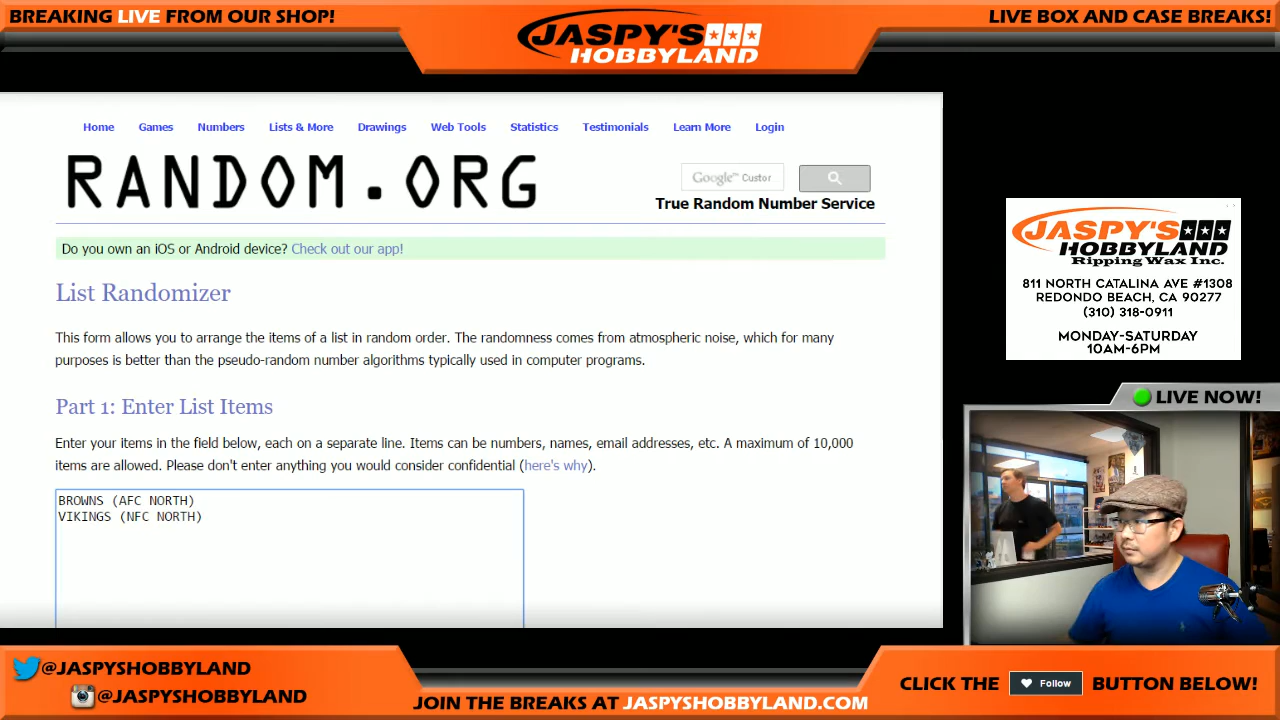 BREAKING LIVE FROM OUR SHOP!
JASPY'S
HOBBYLAND
LIVE BOX AND CASE BREAKS!
Home Games Numbers Lists & More Drawings Web Tools Statistics Testimonials Learn More Login
RANDOM.ORG
Google™ Custor
True Random Number Service
Do you own an iOS or Android device? Check out our app!
List Randomizer
This form allows you to arrange the items of a list in random order. The randomness comes from atmospheric noise, which for many
purposes is better than the pseudo-random number algorithms typically used in computer programs.
Part 1: Enter List Items
Enter your items in the field below, each on a separate line. Items can be numbers, names, email addresses, etc. A maximum of 10,000
items are allowed. Please don't enter anything you would consider confidential (here's why).
BROWNS (AFC NORTH)
VIKINGS (NFC NORTH)
JASPY'S
HOBBYLAND
Ripping Wax Inc.
811 NORTH CATALINA AVE #1308
REDONDO BEACH, CA 90277
(310) 318-0911
MONDAY-SATURDAY
10AM-6PM
LIVE NOW!
@JASPYSHOBBYLAND
@JASPYSHOBBYLAND
JOIN THE BREAKS AT JASPYSHOBBYLAND.COM
CLICK THE Follow BUTTON BELOW!